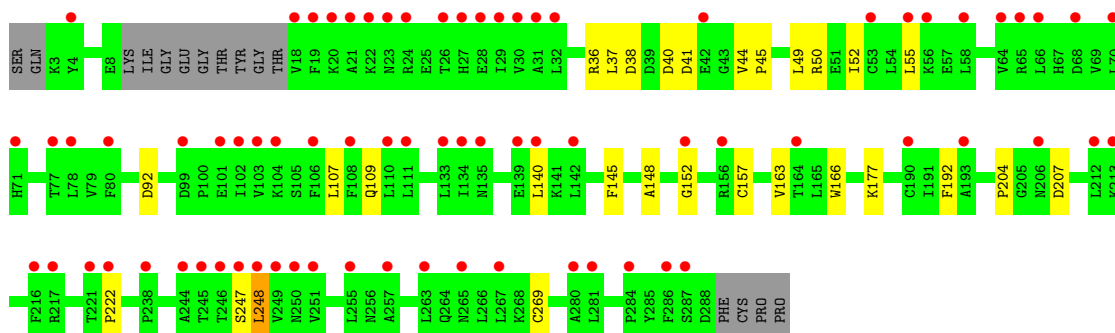 SER GLN K3 Y4 E8 LYS ILE GLY GLU GLY THR TYR GLY THR V18 F19 K20 A21 K22 N23 R24 E25 T26 H27 E28 I29 V30 A31 L32 R36 L37 D38 D39 D40 D41 E42 G43 V44 P45 L49 R50 E51 I52 C53 L54 L55 K56 E57 L58 V64 R65 L66 H67 D68 V69 L70
H71 T77 L78 V79 F80 D92 D99 P100 E101 I102 V103 K104 S105 F106 L107 F108 Q109 L110 L111 L133 I134 N135 E139 L140 K141 L142 F145 A148 G152 R156 C157 V163 T164 L165 W166 K177 C190 I191 F192 A193 P204 G205 N206 D207 L212 K213
F216 R217 T221 P222 P238 A244 T245 T246 S247 L248 V249 N250 V251 L255 N256 A257 L263 Q264 N265 L266 L267 K268 C269 A280 L281 P284 Y285 F286 S287 D288 PHE CYS PRO PRO